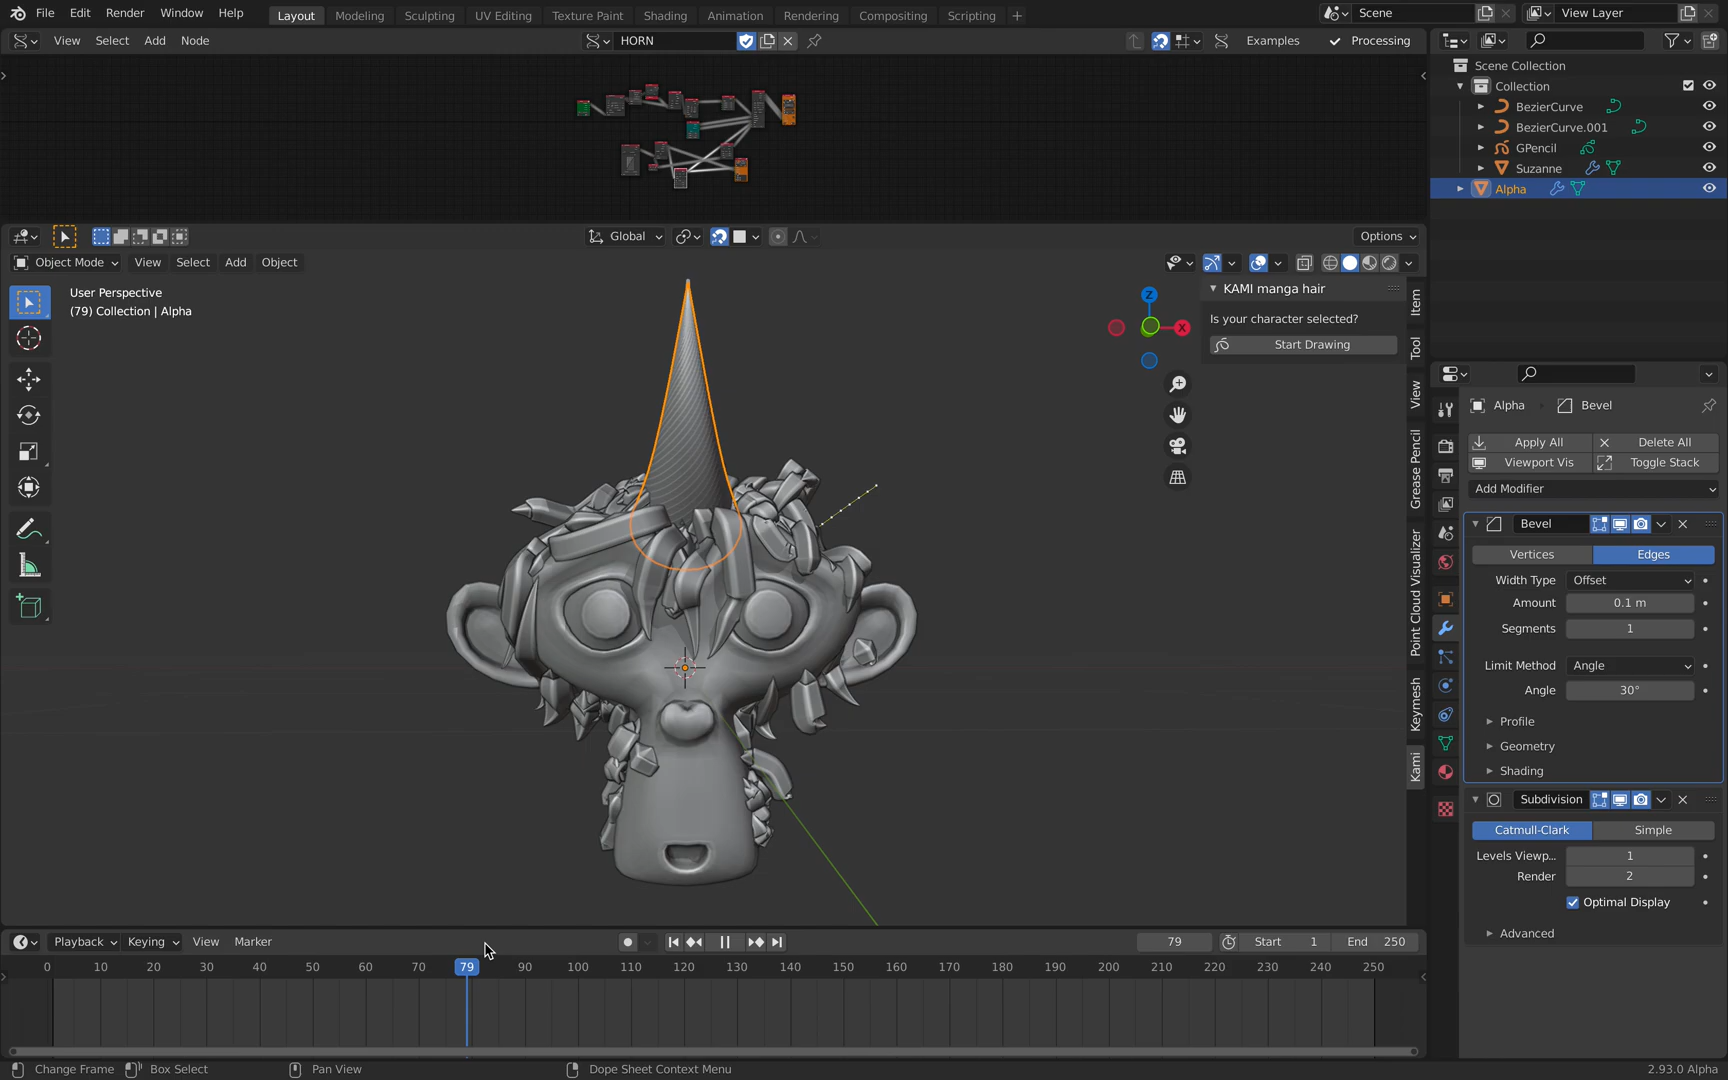 File Edit Render Window Help
Layout Modeling Sculpting UV Editing Texture Paint Shading Animation Rendering Compositing Scripting +
Scene
View Layer
View Select Add Node
HORN
Examples
Processing
Scene Collection
Collection
BezierCurve
BezierCurve.001
GPencil
Suzanne
Alpha
Global
Options
Object Mode View Select Add Object
User Perspective
(79) Collection | Alpha
Z
X
KAMI manga hair
Is your character selected?
Start Drawing
Item
Tool
View
Grease Pencil
Point Cloud Visualizer
Keymesh
Kami
Alpha
Bevel
Apply All
Delete All
Viewport Vis
Toggle Stack
Add Modifier
Bevel
Vertices Edges
Width Type Offset
Amount 0.1 m
Segments 1
Limit Method Angle
Angle 30°
Profile
Geometry
Shading
Subdivision
Catmull-Clark Simple
Levels Viewp... 1
Render 2
Optimal Display
Advanced
Playback Keying View Marker
79
Start 1
End 250
0 10 20 30 40 50 60 70 79 90 100 110 120 130 140 150 160 170 180 190 200 210 220 230 240 250
Change Frame
Box Select
Pan View
Dope Sheet Context Menu
2.93.0 Alpha